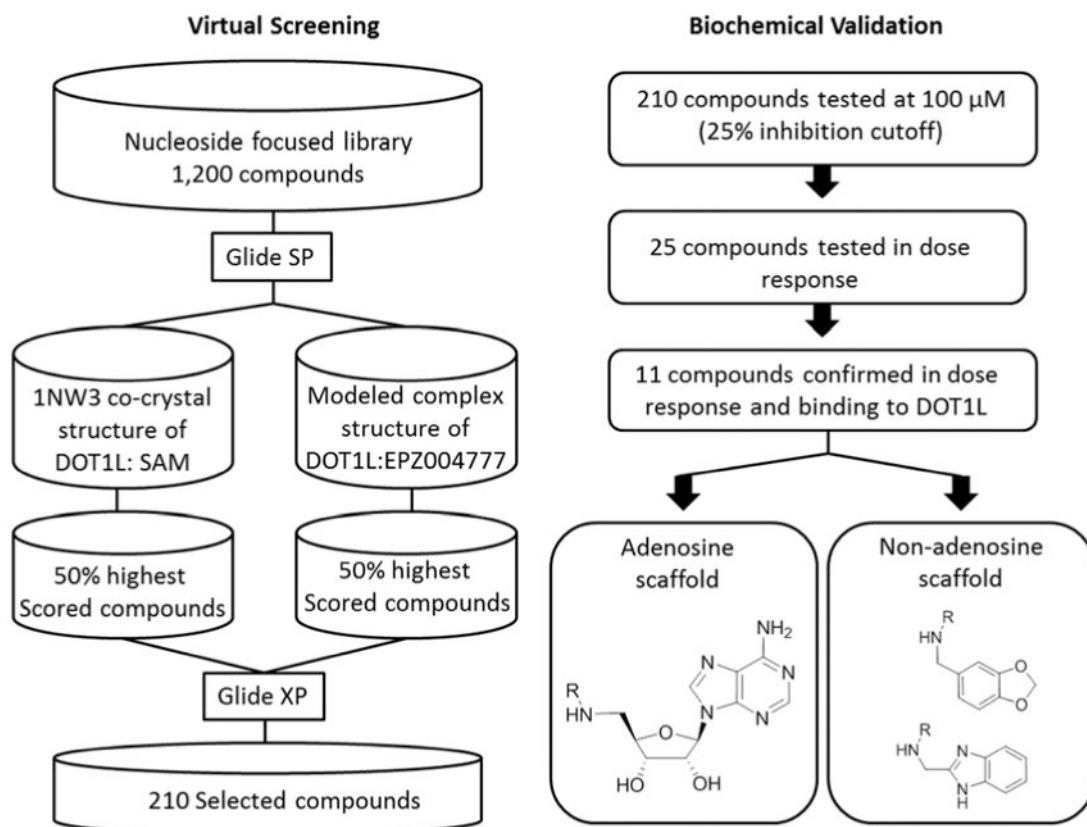 Virtual Screening
Nucleoside focused library
1,200 compounds
Glide SP
1NW3 co-crystal
structure of
DOT1L: SAM
Modeled complex
structure of
DOT1L:EPZ004777
50% highest
Scored compounds
50% highest
Scored compounds
Glide XP
210 Selected compounds
Biochemical Validation
210 compounds tested at 100 µM
(25% inhibition cutoff)
25 compounds tested in dose
response
11 compounds confirmed in dose
response and binding to DOT1L
Adenosine
scaffold
NH₂
N
N
N
N
R
HN
O
HO
OH
Non-adenosine
scaffold
R
HN
O
O
R
HN
N
N
H